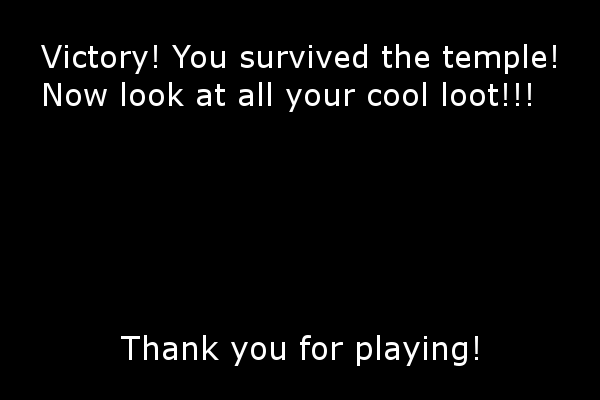 Victory! You survived the temple!
Now look at all your cool loot!!!
Thank you for playing!